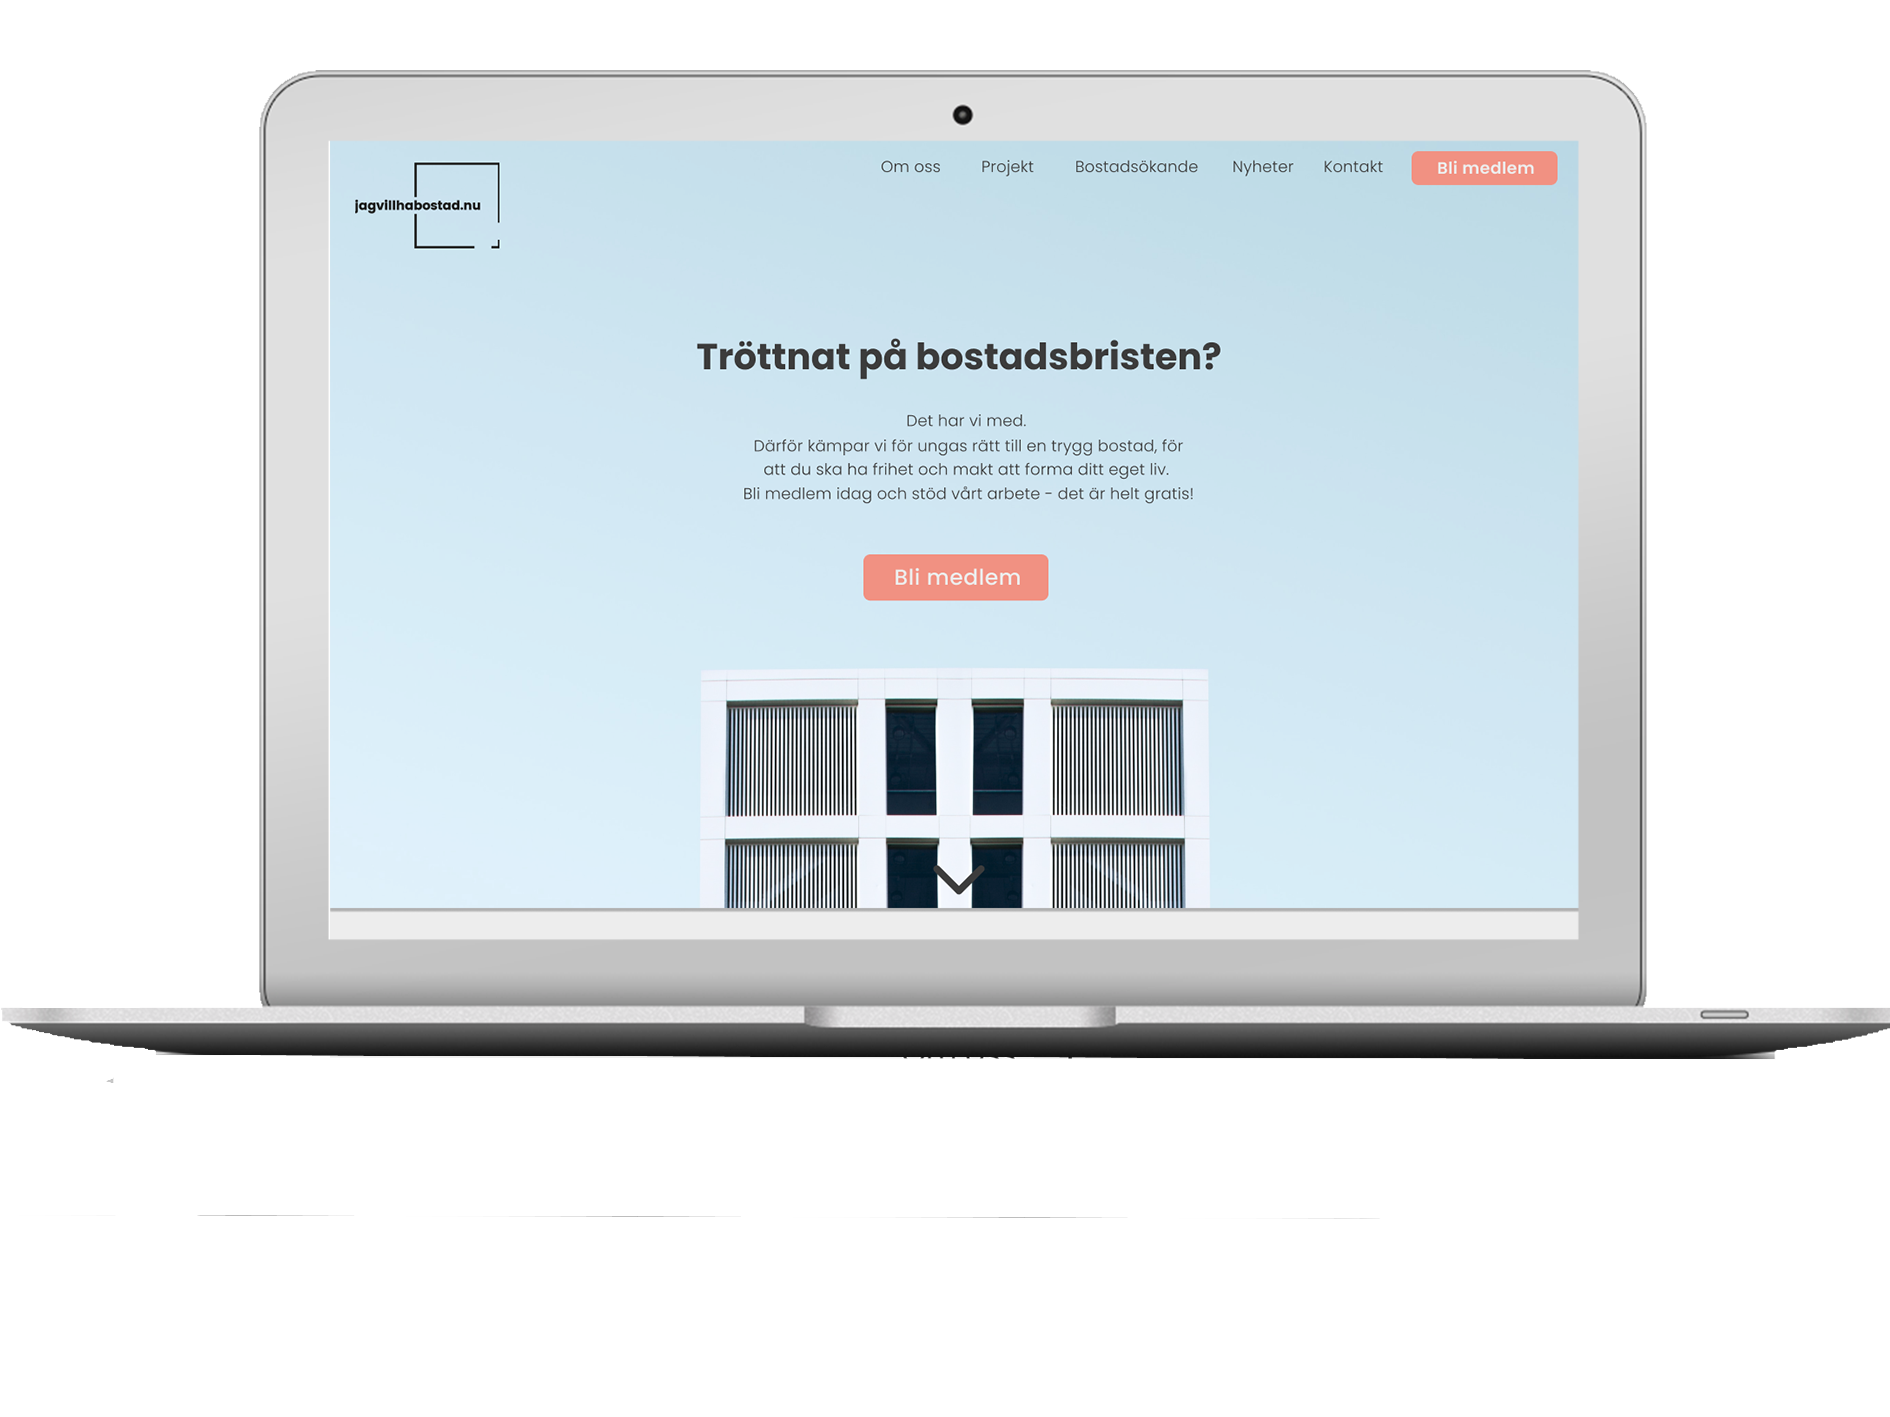 jagvillhabostad.nu
Om oss
Projekt
Bostadsökande
Nyheter
Kontakt
Bli medlem
Tröttnat på bostadsbristen?
Det har vi med.
Därför kämpar vi för ungas rätt till en trygg bostad, för
att du ska ha frihet och makt att forma ditt eget liv.
Bli medlem idag och stöd vårt arbete - det är helt gratis!
Bli medlem